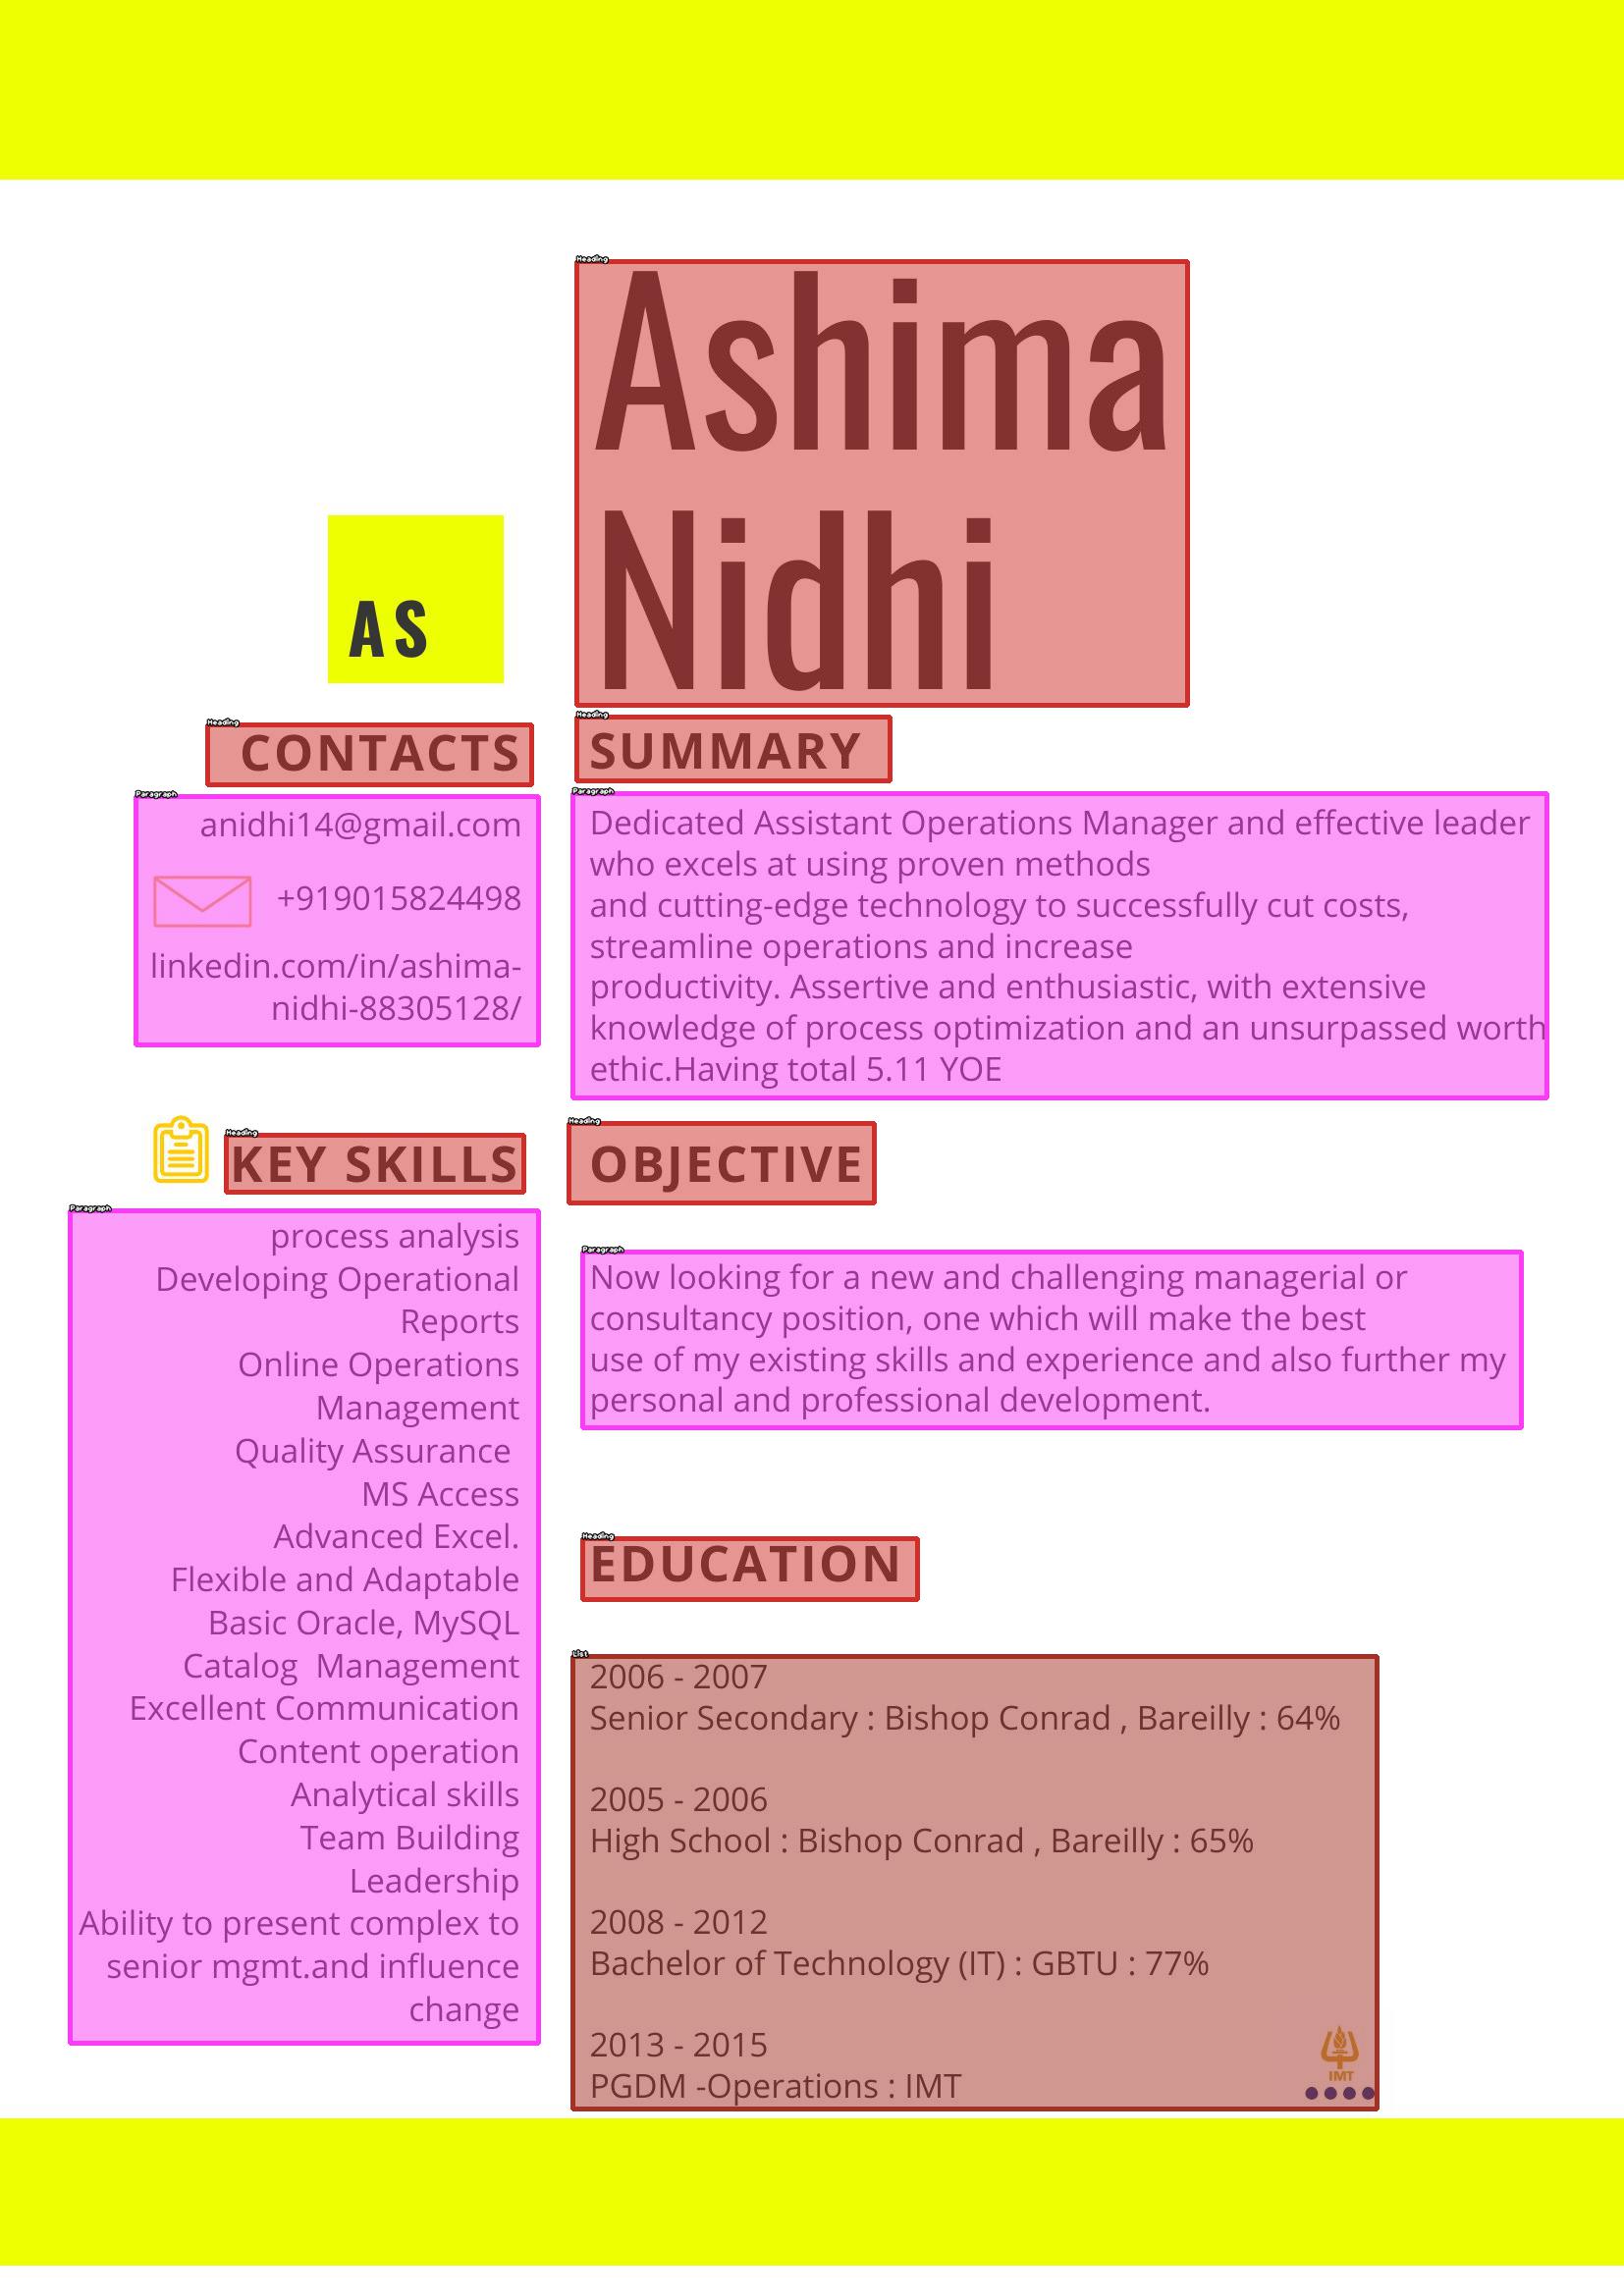 Ashima
Nidhi
AS
CONTACTS
anidhi14@gmail.com
+919015824498
linkedin.com/in/ashima-
nidhi-88305128/
KEY SKILLS
process analysis
Developing Operational
Reports
Online Operations
Management
Quality Assurance
MS Access
Advanced Excel.
Flexible and Adaptable
Basic Oracle, MySQL
Catalog  Management
Excellent Communication
Content operation
Analytical skills
Team Building
Leadership
Ability to present complex to
senior mgmt.and influence
change
SUMMARY
Dedicated Assistant Operations Manager and effective leader
who excels at using proven methods
and cutting-edge technology to successfully cut costs,
streamline operations and increase
productivity. Assertive and enthusiastic, with extensive
knowledge of process optimization and an unsurpassed worth
ethic.Having total 5.11 YOE
OBJECTIVE
Now looking for a new and challenging managerial or
consultancy position, one which will make the best
use of my existing skills and experience and also further my
personal and professional development.
EDUCATION
2006 - 2007
Senior Secondary : Bishop Conrad , Bareilly : 64%
2005 - 2006
High School : Bishop Conrad , Bareilly : 65%
2008 - 2012
Bachelor of Technology (IT) : GBTU : 77%
2013 - 2015
PGDM -Operations : IMT
IMT
Heading
Heading
Heading
Paragraph
Paragraph
Heading
Heading
Paragraph
Paragraph
Heading
List